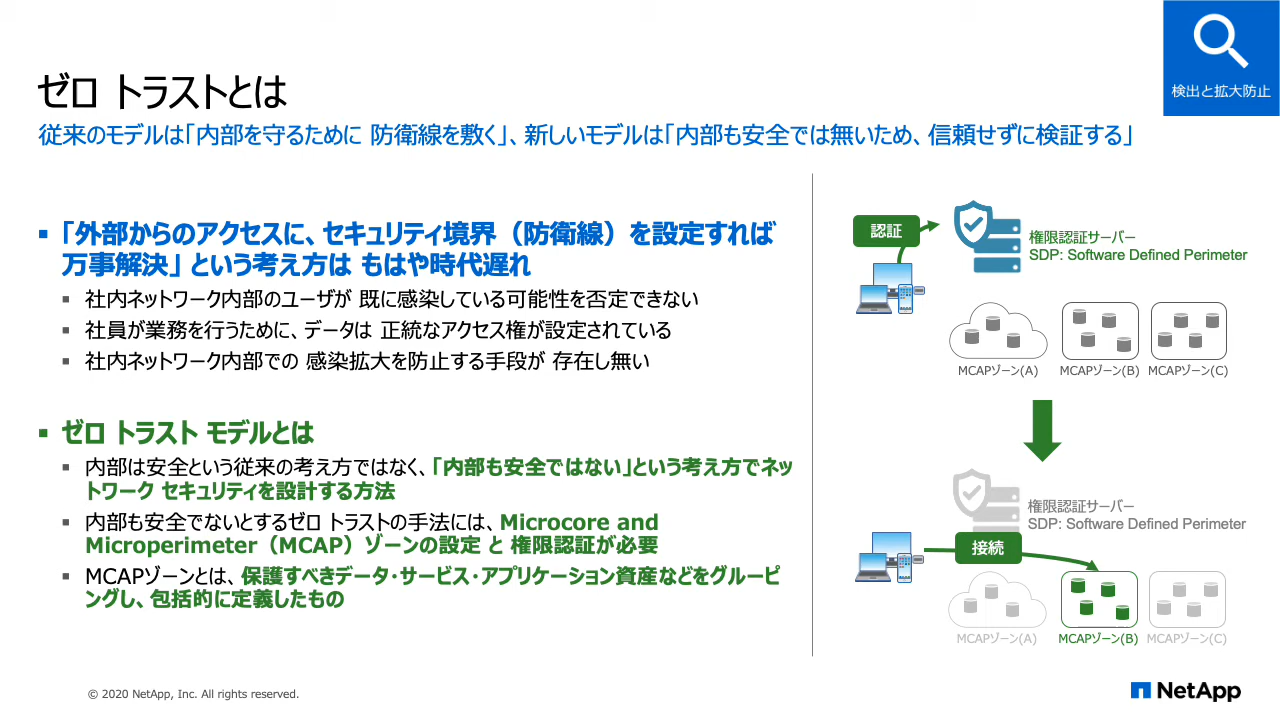 検出と拡大防止
ゼロ トラストとは
従来のモデルは「内部を守るために 防衛線を敷く」、新しいモデルは「内部も安全では無いため、信頼せずに検証する」
▪ 「外部からのアクセスに、セキュリティ境界（防衛線）を設定すれば
万事解決」 という考え方は もはや時代遅れ
▪ 社内ネットワーク内部のユーザが 既に感染している可能性を否定できない
▪ 社員が業務を行うために、データは 正統なアクセス権が設定されている
▪ 社内ネットワーク内部での 感染拡大を防止する手段が 存在し無い
▪ ゼロ トラスト モデルとは
▪ 内部は安全という従来の考え方ではなく、「内部も安全ではない」という考え方でネッ
トワーク セキュリティを設計する方法
▪ 内部も安全でないとするゼロ トラストの手法には、Microcore and
Microperimeter（MCAP）ゾーンの設定 と 権限認証が必要
▪ MCAPゾーンとは、保護すべきデータ・サービス・アプリケーション資産などをグルーピ
ングし、包括的に定義したもの
認証
権限認証サーバー
SDP: Software Defined Perimeter
MCAPゾーン(A) MCAPゾーン(B) MCAPゾーン(C)
権限認証サーバー
SDP: Software Defined Perimeter
接続
MCAPゾーン(A) MCAPゾーン(B) MCAPゾーン(C)
© 2020 NetApp, Inc. All rights reserved.
NetApp